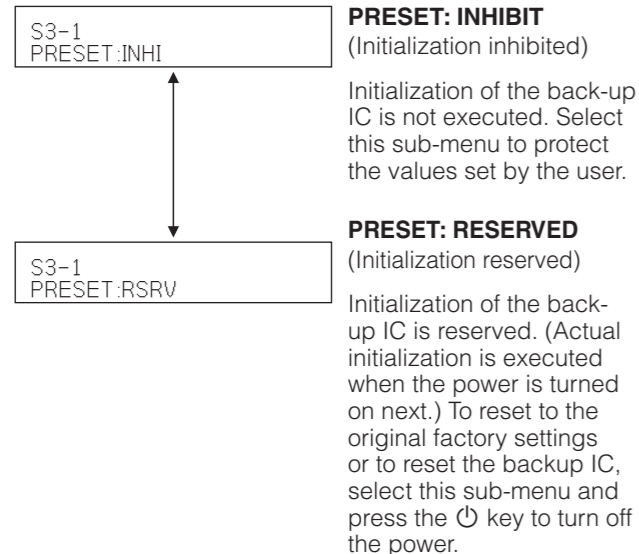 S3-1
PRESET:INHI
PRESET: INHIBIT
(Initialization inhibited)
Initialization of the back-up
IC is not executed. Select
this sub-menu to protect
the values set by the user.
S3-1
PRESET:RSRV
PRESET: RESERVED
(Initialization reserved)
Initialization of the back-
up IC is reserved. (Actual
initialization is executed
when the power is turned
on next.) To reset to the
original factory settings
or to reset the backup IC,
select this sub-menu and
press the ⏻ key to turn off
the power.